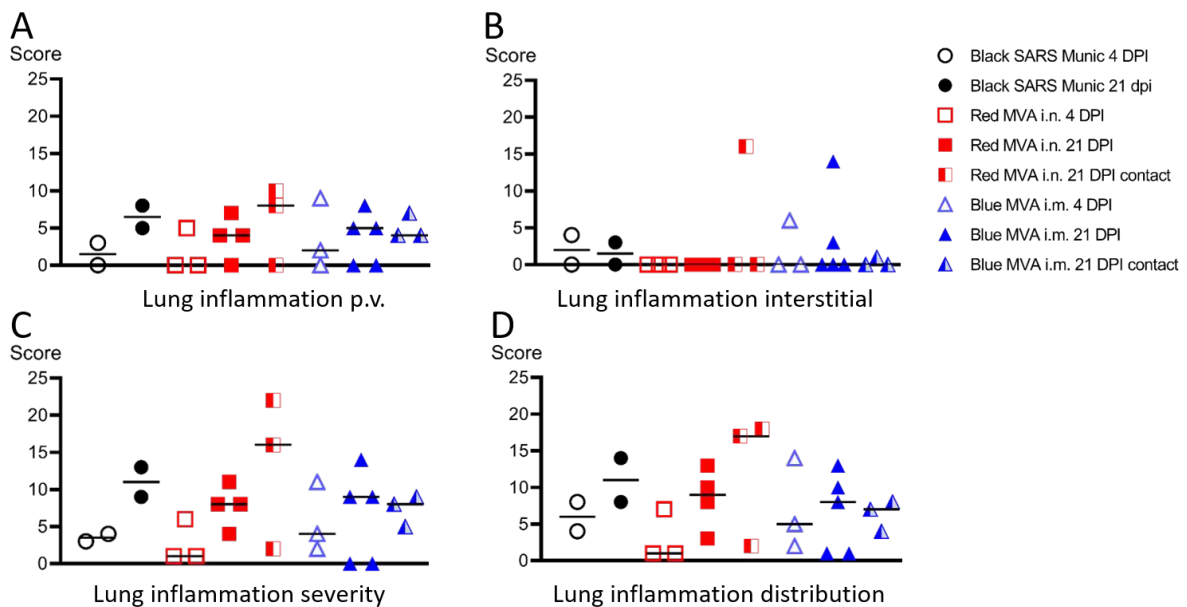 A
Score
25
20
15
10
5
0
Lung inflammation p.v.
B
Score
25
20
15
10
5
0
Lung inflammation interstitial
Black SARS Munic 4 DPI
Black SARS Munic 21 dpi
Red MVA i.n. 4 DPI
Red MVA i.n. 21 DPI
Red MVA i.n. 21 DPI contact
Blue MVA i.m. 4 DPI
Blue MVA i.m. 21 DPI
Blue MVA i.m. 21 DPI contact
C
Score
25
20
15
10
5
0
Lung inflammation severity
D
Score
25
20
15
10
5
0
Lung inflammation distribution